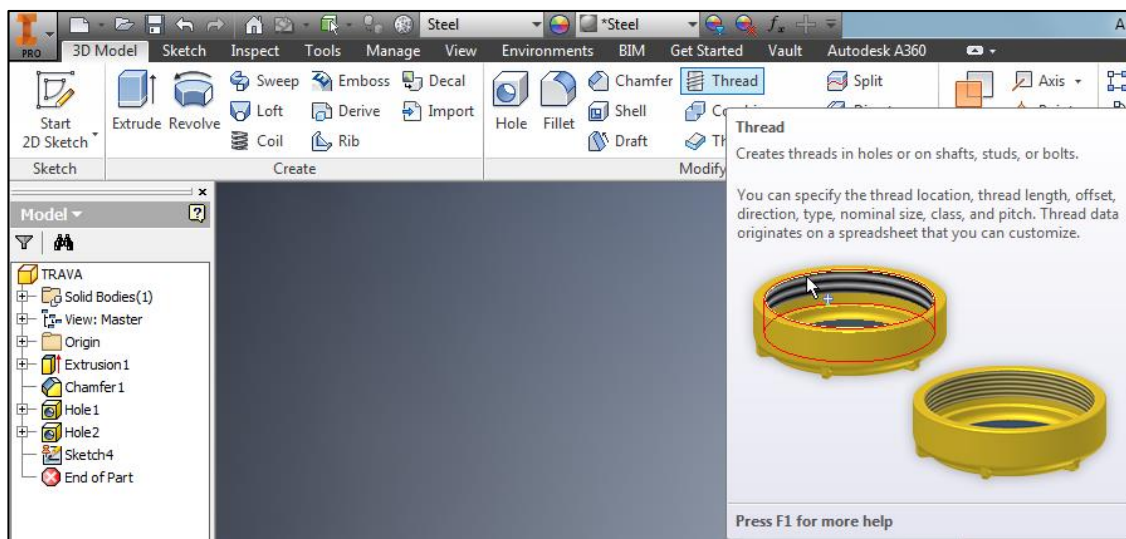 Steel *Steel fx A
PRO 3D Model Sketch Inspect Tools Manage View Environments BIM Get Started Vault Autodesk A360
Sweep Emboss Decal Chamfer Thread Split Axis
Loft Derive Import Shell
Start Extrude Revolve Hole Fillet
2D Sketch Coil Rib Draft Th
Sketch Create Modify
Thread
Creates threads in holes or on shafts, studs, or bolts.
You can specify the thread location, thread length, offset,
direction, type, nominal size, class, and pitch. Thread data
originates on a spreadsheet that you can customize.
Press F1 for more help
Model
TRAVA
Solid Bodies(1)
View: Master
Origin
Extrusion1
Chamfer1
Hole1
Hole2
Sketch4
End of Part